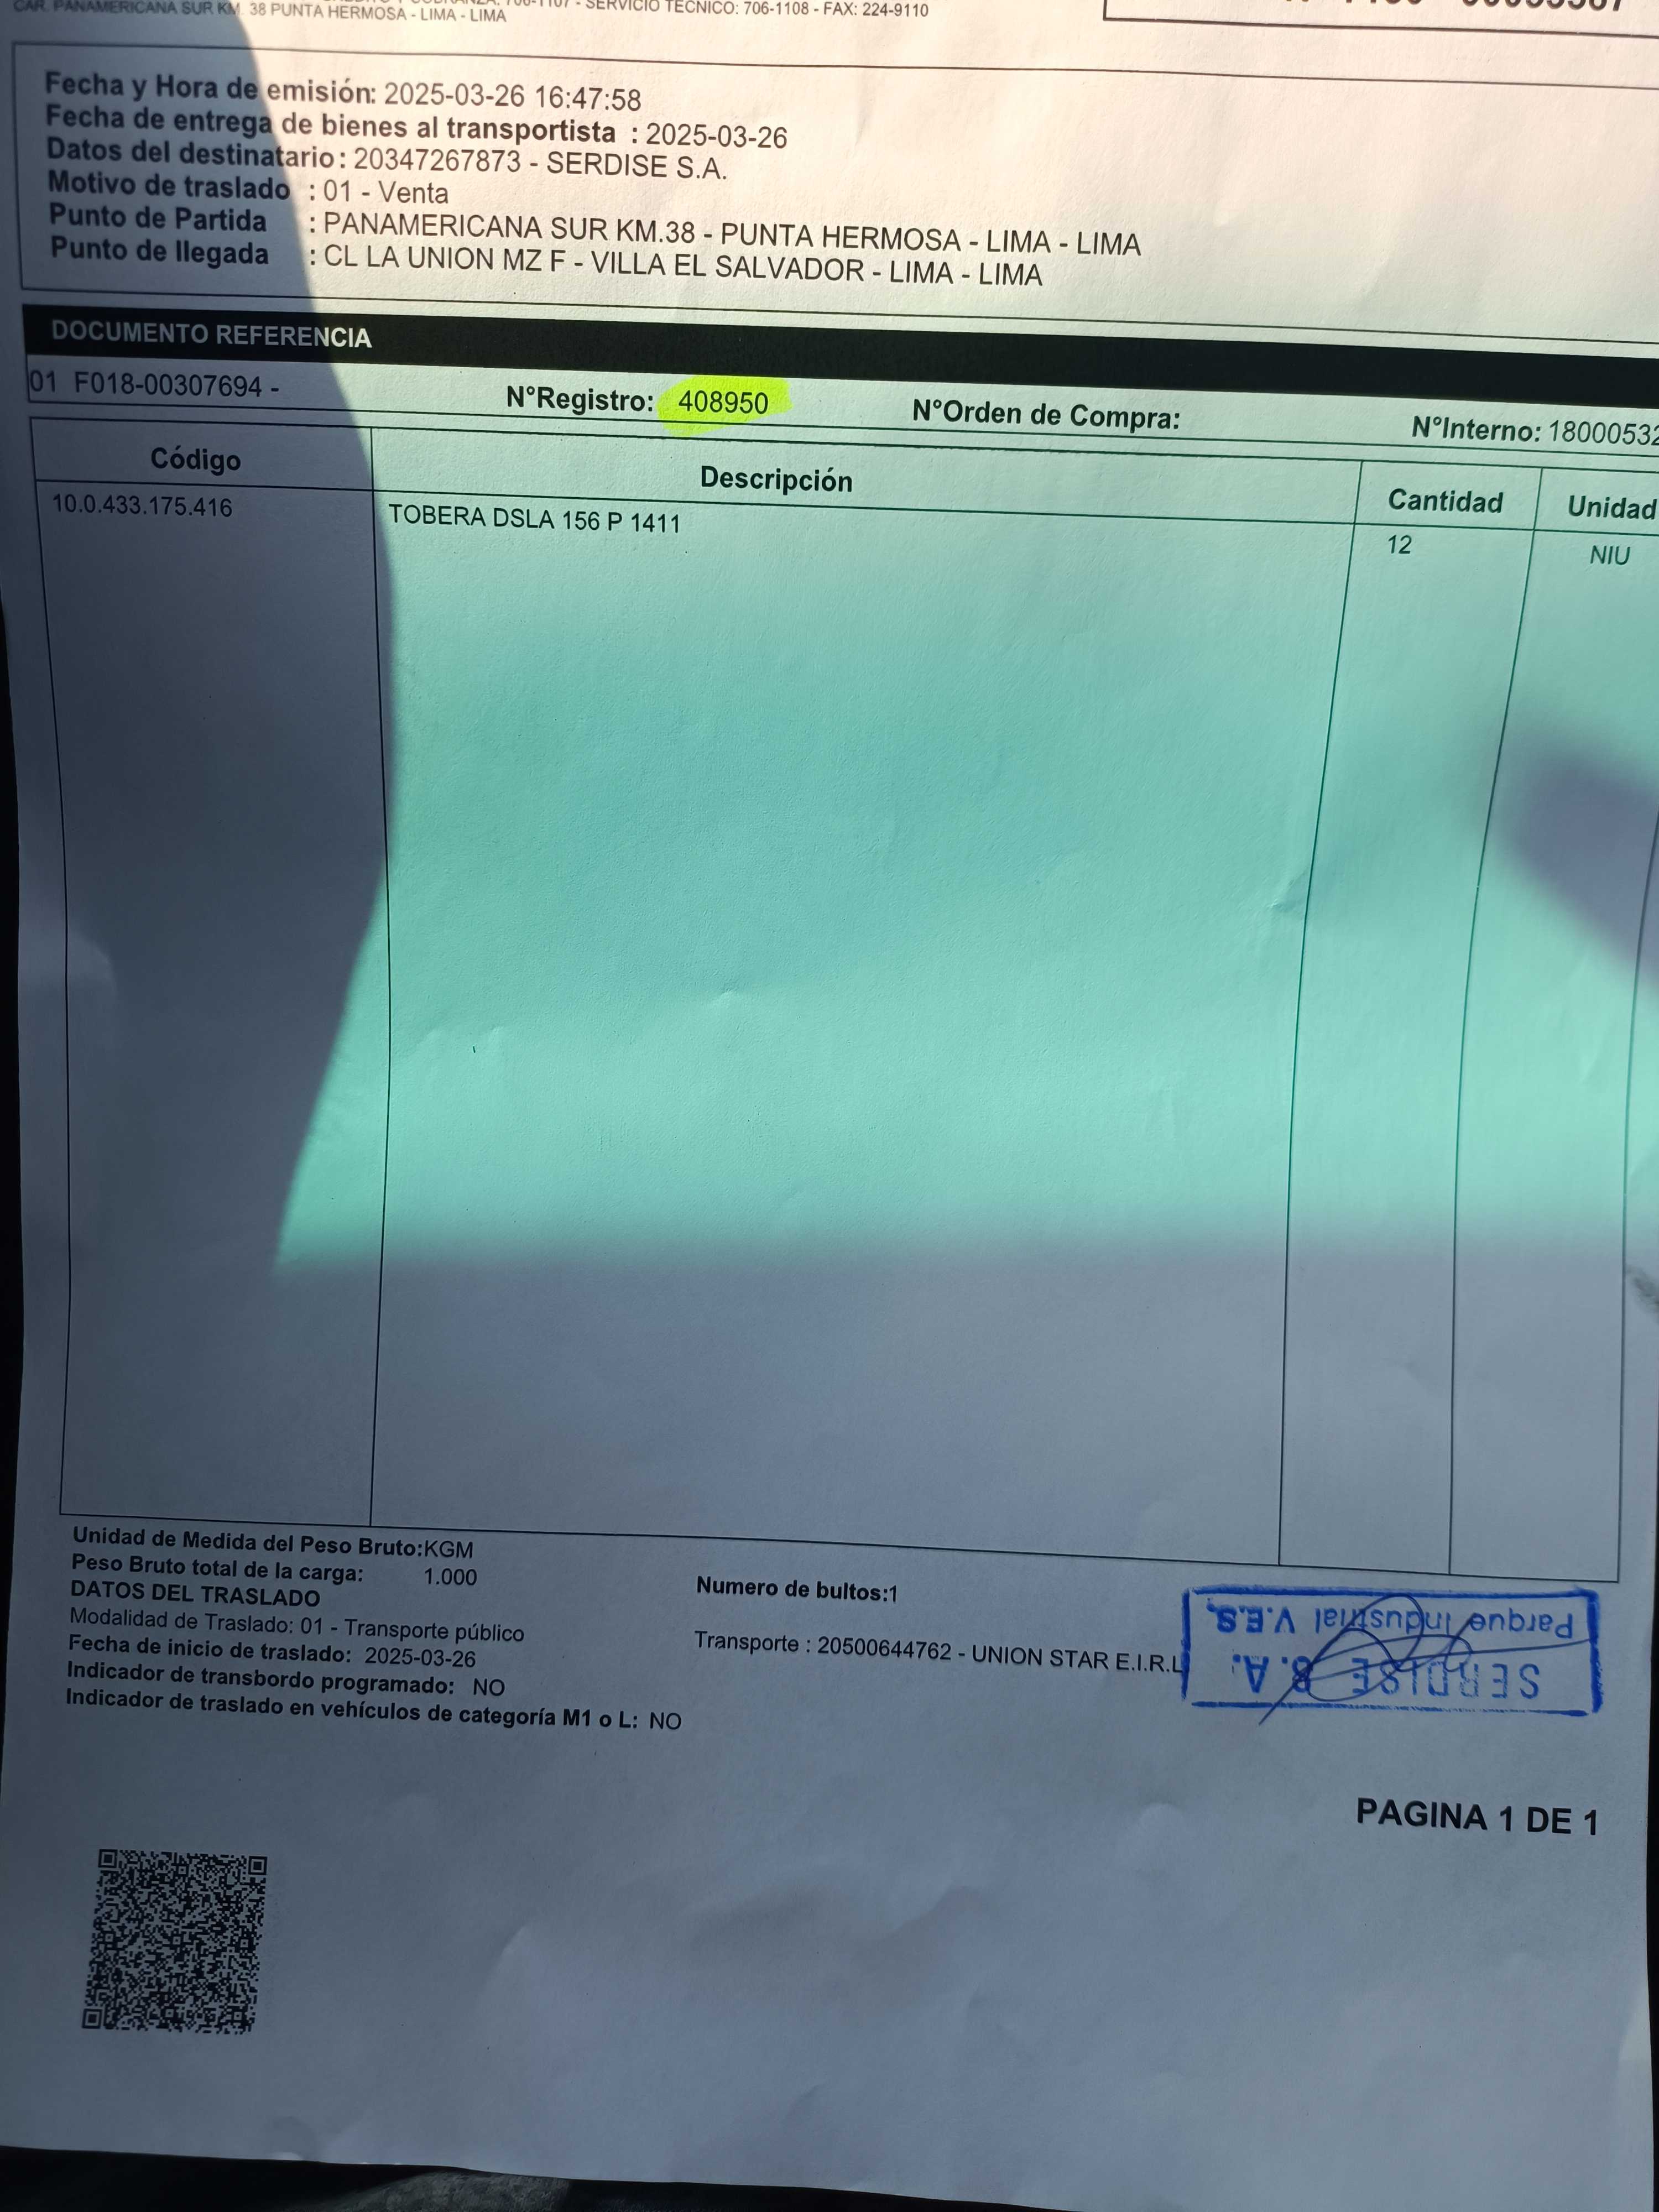 706-1107 - SERVICIO TECNICO: 706-1108 - FAX: 224-9110
CAR. PANAMERICANA SUR KM. 38 PUNTA HERMOSA - LIMA - LIMA
Fecha y Hora de emisión: 2025-03-26 16:47:58
Fecha de entrega de bienes al transportista : 2025-03-26
Datos del destinatario: 20347267873 - SERDISE S.A.
Motivo de traslado : 01 - Venta
Punto de Partida : PANAMERICANA SUR KM.38 - PUNTA HERMOSA - LIMA - LIMA
Punto de llegada : CL LA UNION MZ F - VILLA EL SALVADOR - LIMA - LIMA
DOCUMENTO REFERENCIA
01 F018-00307694 - N°Registro: 408950 N°Orden de Compra: N°Interno: 18000532
Código Descripción Cantidad Unidad
10.0.433.175.416 TOBERA DSLA 156 P 1411 12 NIU
Unidad de Medida del Peso Bruto:KGM
Peso Bruto total de la carga: 1.000 Numero de bultos:1
DATOS DEL TRASLADO
Modalidad de Traslado: 01 - Transporte público Transporte : 20500644762 - UNION STAR E.I.R.L
Fecha de inicio de traslado: 2025-03-26
Indicador de transbordo programado: NO
Indicador de traslado en vehículos de categoría M1 o L: NO
SERDISE S.A.
Parque Industrial V.E.S.
PAGINA 1 DE 1